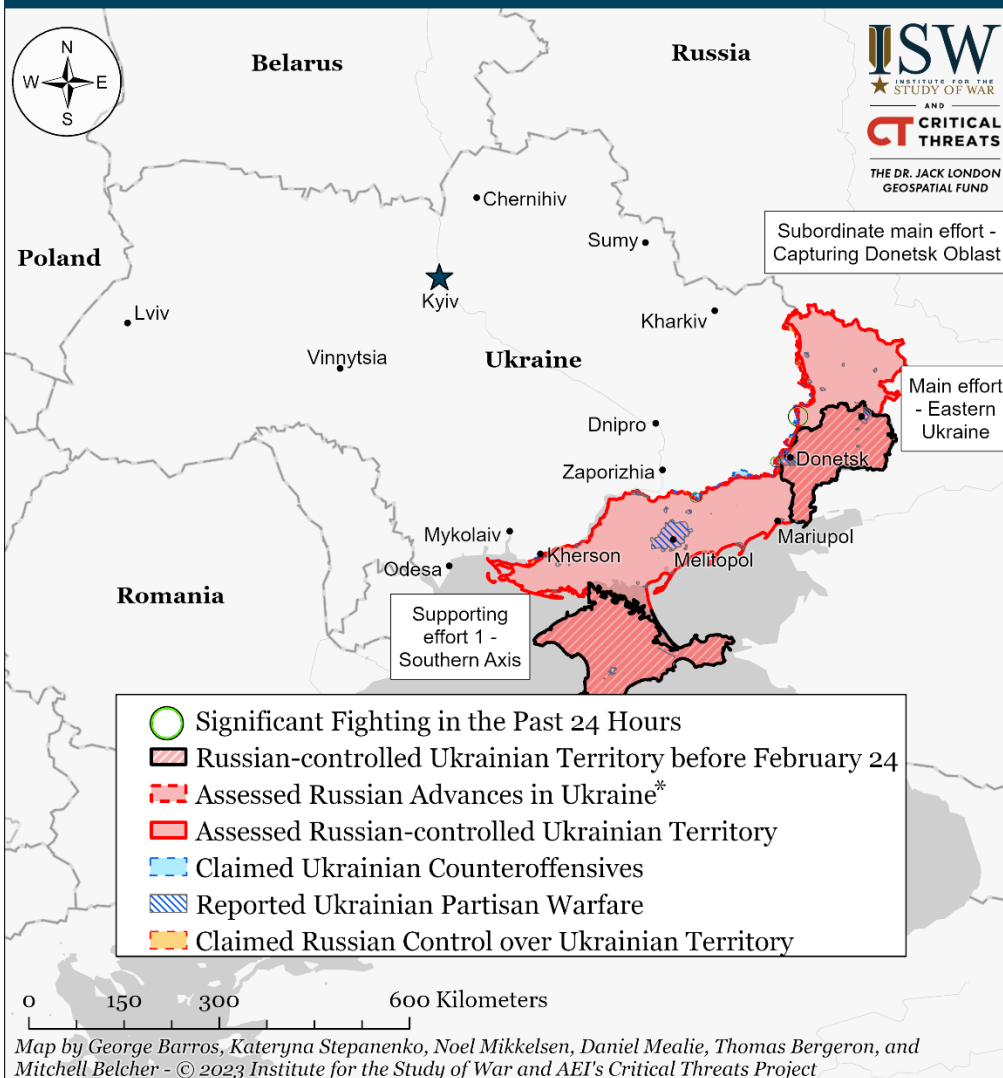 N
W E
S
Belarus
Russia
ISW
INSTITUTE FOR THE
STUDY OF WAR
AND
CT CRITICAL
THREATS
THE DR. JACK LONDON
GEOSPATIAL FUND
Chernihiv
Sumy
Subordinate main effort -
Capturing Donetsk Oblast
Poland
Kyiv
Lviv
Kharkiv
Vinnytsia
Ukraine
Main effort
- Eastern
Ukraine
Dnipro
Donetsk
Zaporizhia
Mykolaiv
Mariupol
Kherson
Melitopol
Odesa
Romania
Supporting
effort 1 -
Southern Axis
Significant Fighting in the Past 24 Hours
Russian-controlled Ukrainian Territory before February 24
Assessed Russian Advances in Ukraine*
Assessed Russian-controlled Ukrainian Territory
Claimed Ukrainian Counteroffensives
Reported Ukrainian Partisan Warfare
Claimed Russian Control over Ukrainian Territory
0 150 300 600 Kilometers
Map by George Barros, Kateryna Stepanenko, Noel Mikkelsen, Daniel Mealie, Thomas Bergeron, and
Mitchell Belcher - © 2023 Institute for the Study of War and AEI's Critical Threats Project